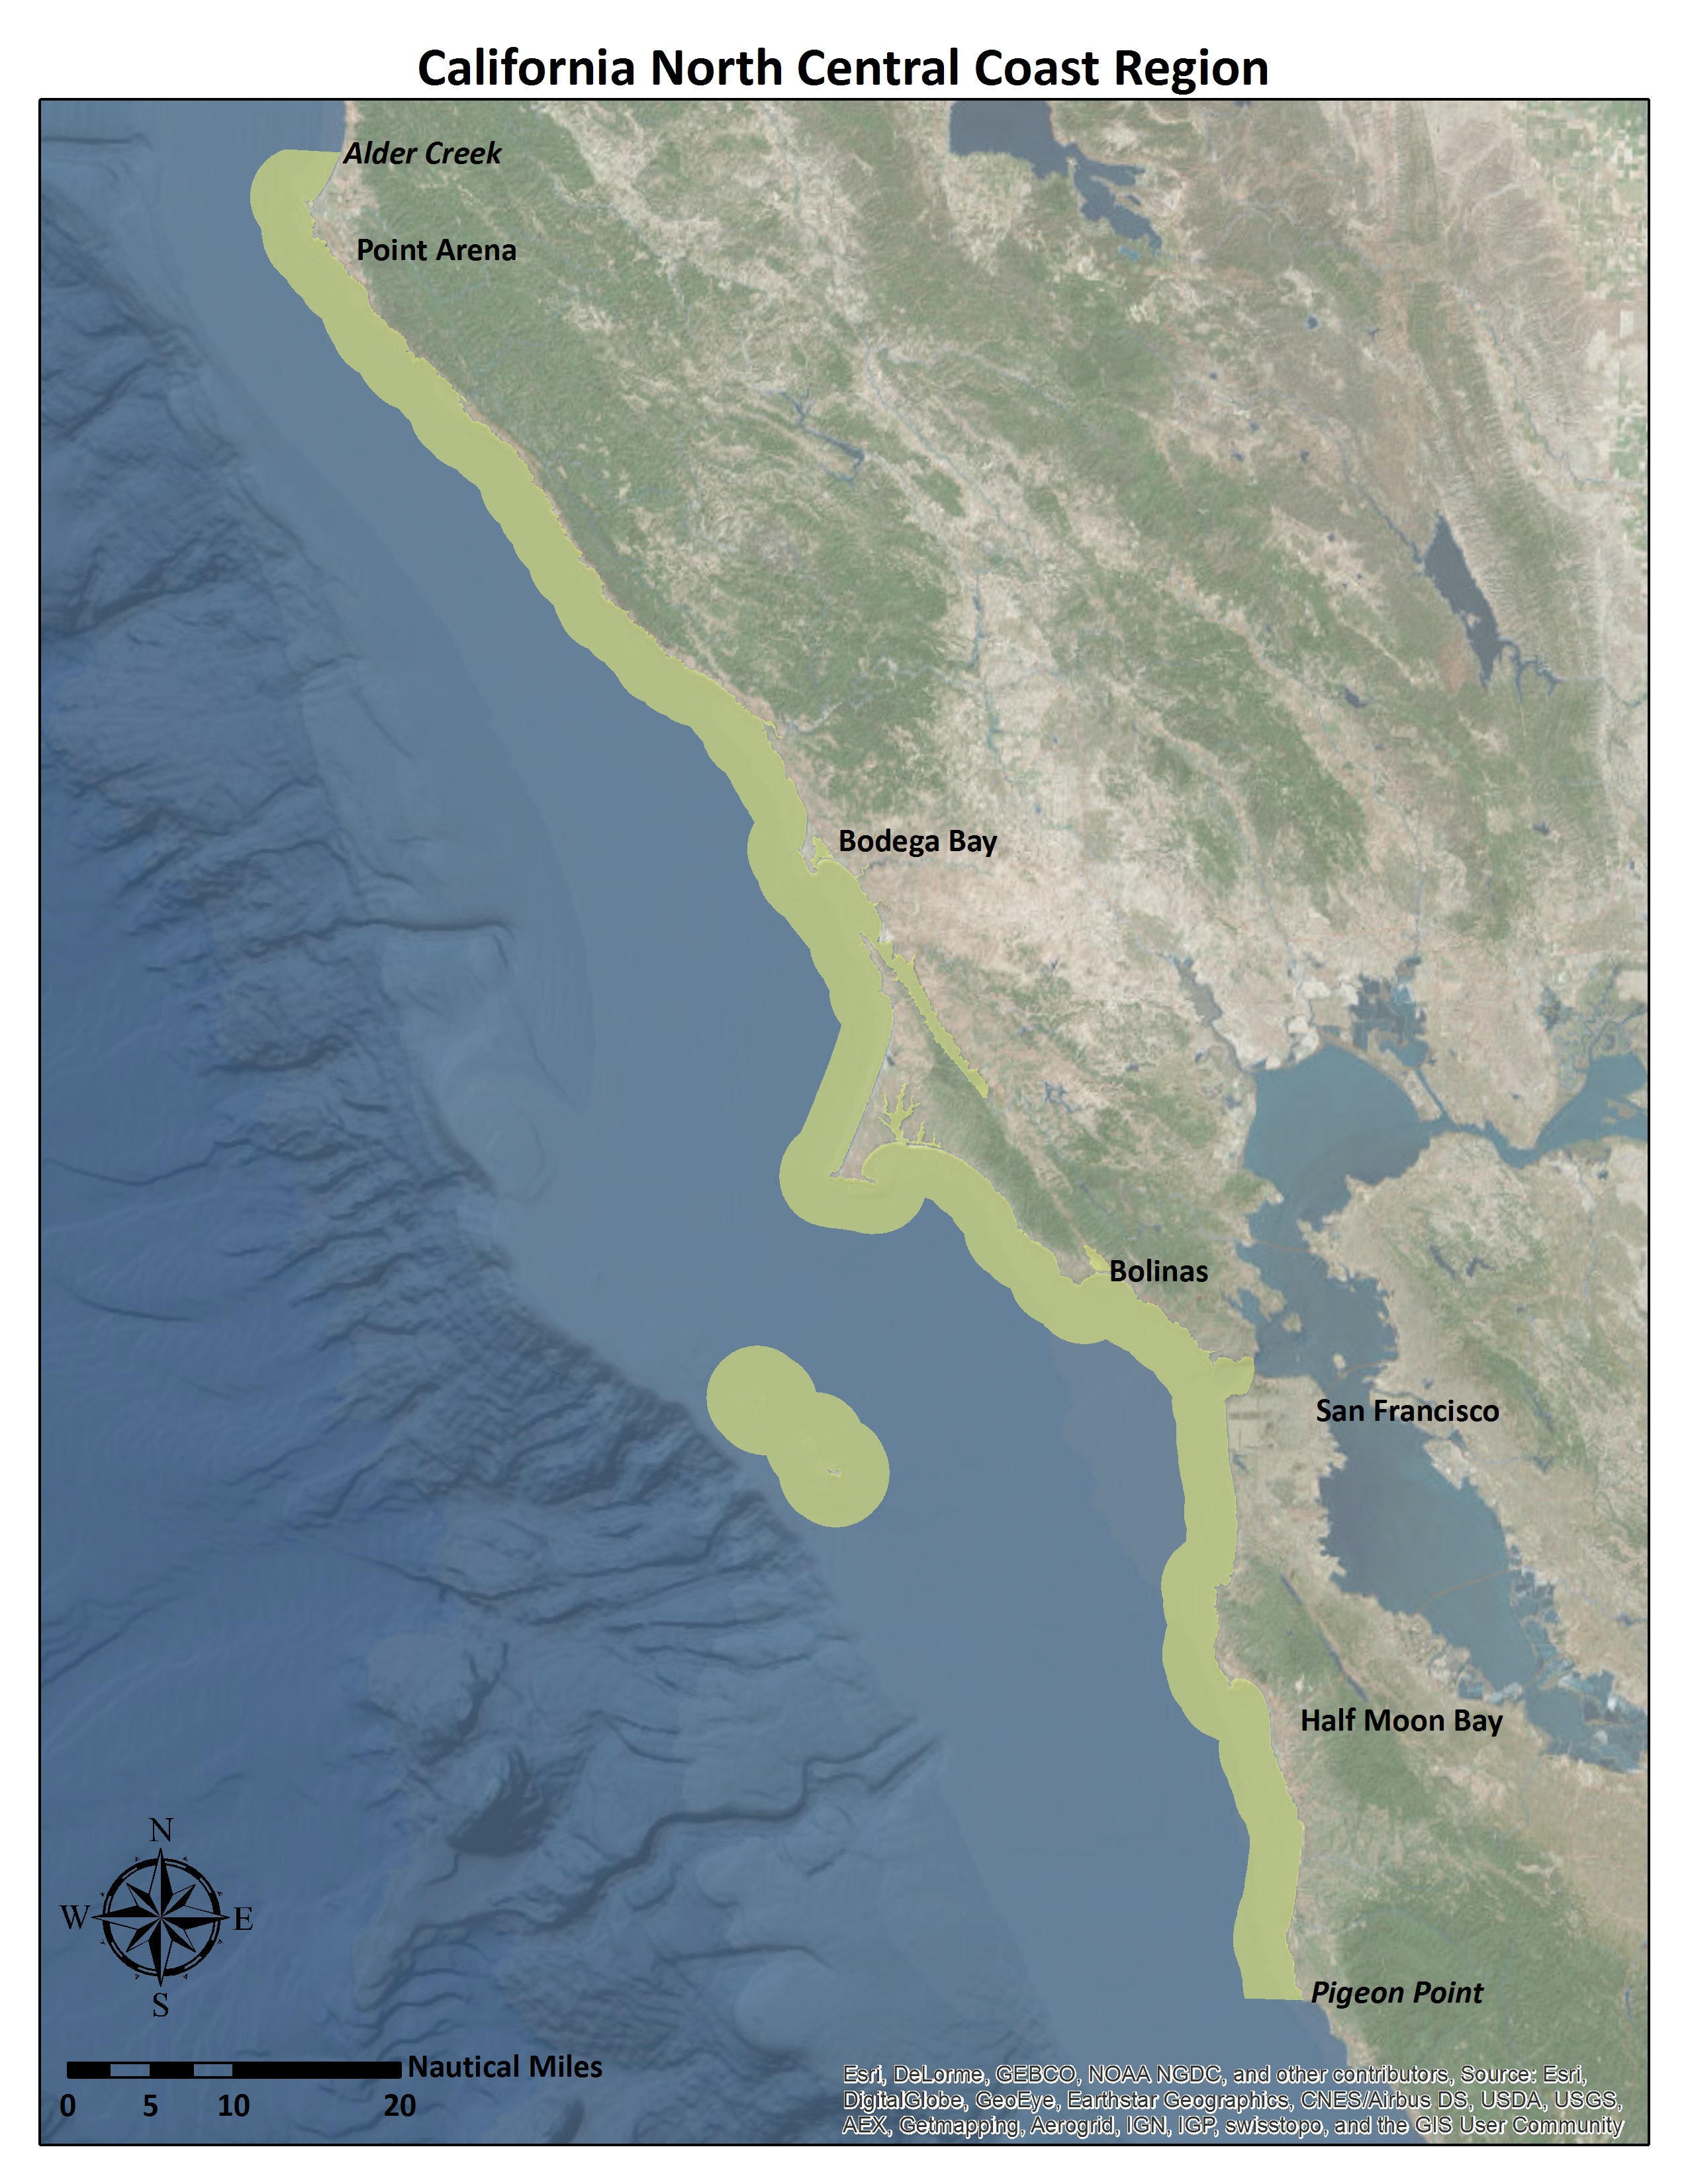 California North Central Coast Region
Alder Creek
Point Arena
Bodega Bay
Bolinas
San Francisco
Half Moon Bay
N
W E
S
Pigeon Point
Nautical Miles
0 5 10 20
Esri, DeLorme, GEBCO, NOAA NGDC, and other contributors, Source: Esri,
DigitalGlobe, GeoEye, Earthstar Geographics, CNES/Airbus DS, USDA, USGS,
AEX, Getmapping, Aerogrid, IGN, IGP, swisstopo, and the GIS User Community